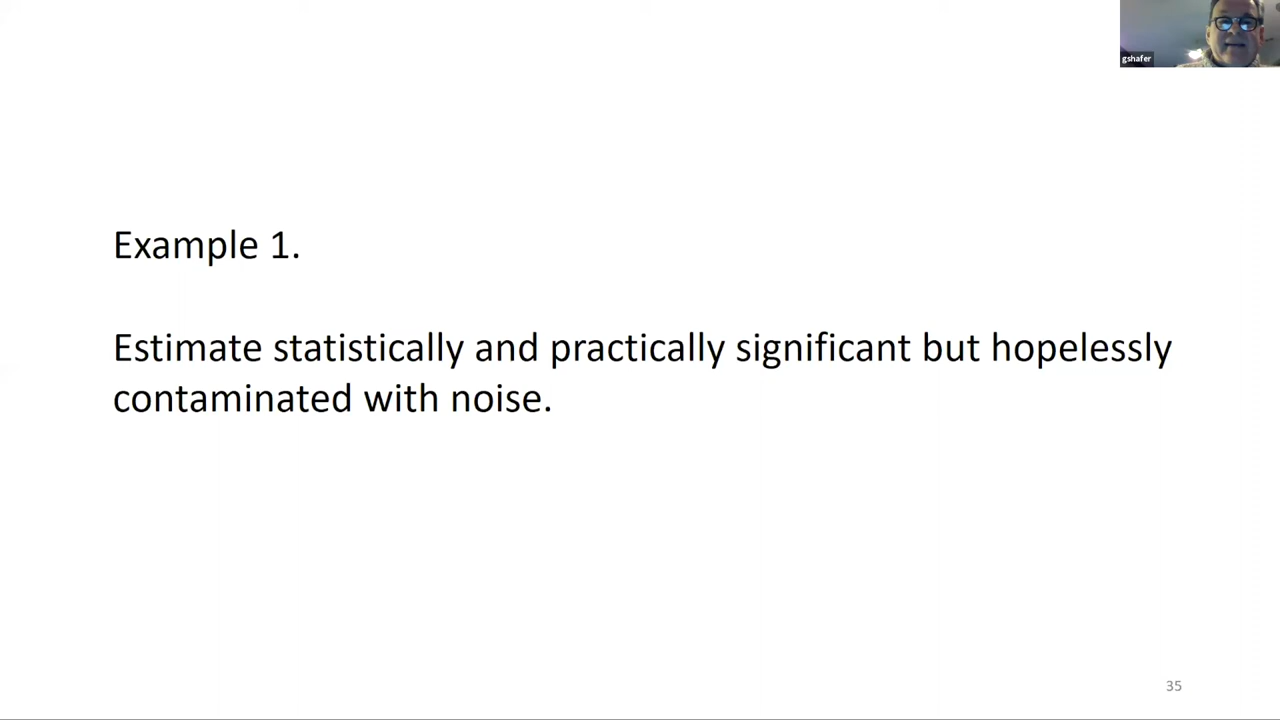 gshafer
Example 1.
Estimate statistically and practically significant but hopelessly
contaminated with noise.
35